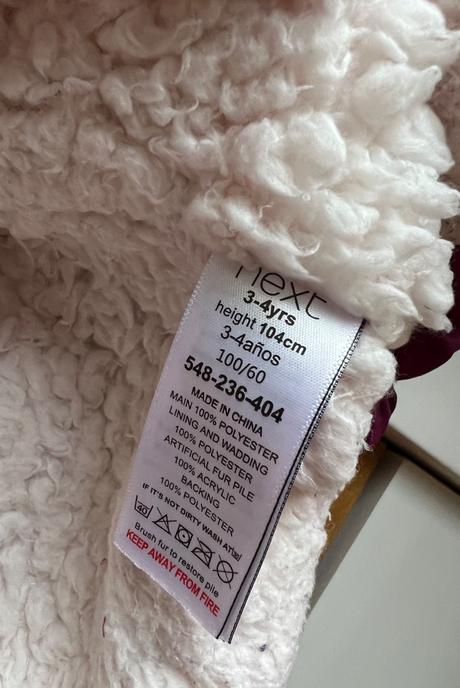 next
3-4yrs
height 104cm
3-4años
100/60
548-236-404
MADE IN CHINA
MAIN 100% POLYESTER
LINING AND WADDING
100% POLYESTER
ARTIFICIAL FUR PILE
100% ACRYLIC
BACKING
100% POLYESTER
IF IT'S NOT DIRTY WASH AT
40
Brush fur to restore pile
KEEP AWAY FROM FIRE